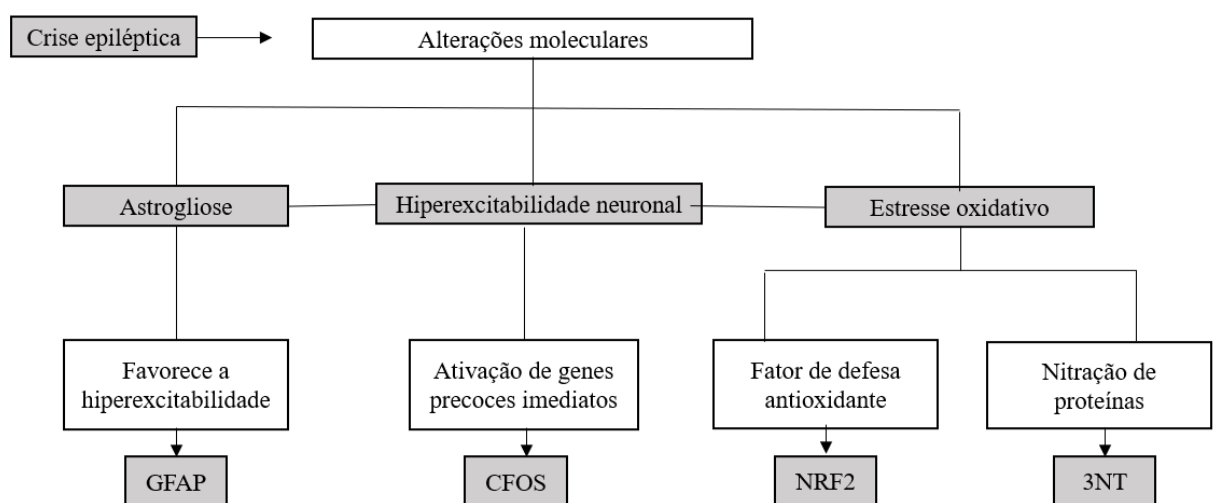 Crise epiléptica
Alterações moleculares
Astrogliose
Hiperexcitabilidade neuronal
Estresse oxidativo
Favorece a
hiperexcitabilidade
Ativação de genes
precoces imediatos
Fator de defesa
antioxidante
Nitração de
proteínas
GFAP
CFOS
NRF2
3NT